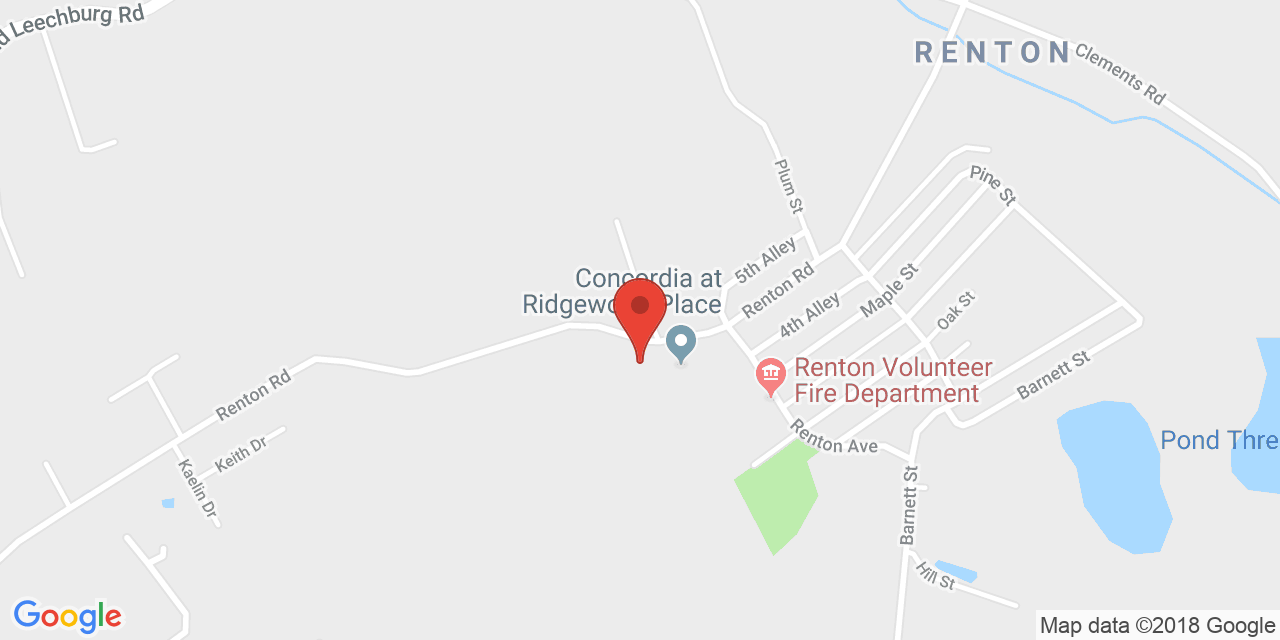 d Leechburg Rd
RENTON
Clements Rd
Plum St
Pine St
5th Alley
Renton Rd
4th Alley
Maple St
Oak St
Concordia at
Place
Renton Volunteer
Fire Department
Barnett St
Renton Rd
Keith Dr
Kaelin Dr
Renton Ave
Pond Thre
Barnett St
Hill St
Google
Map data ©2018 Google